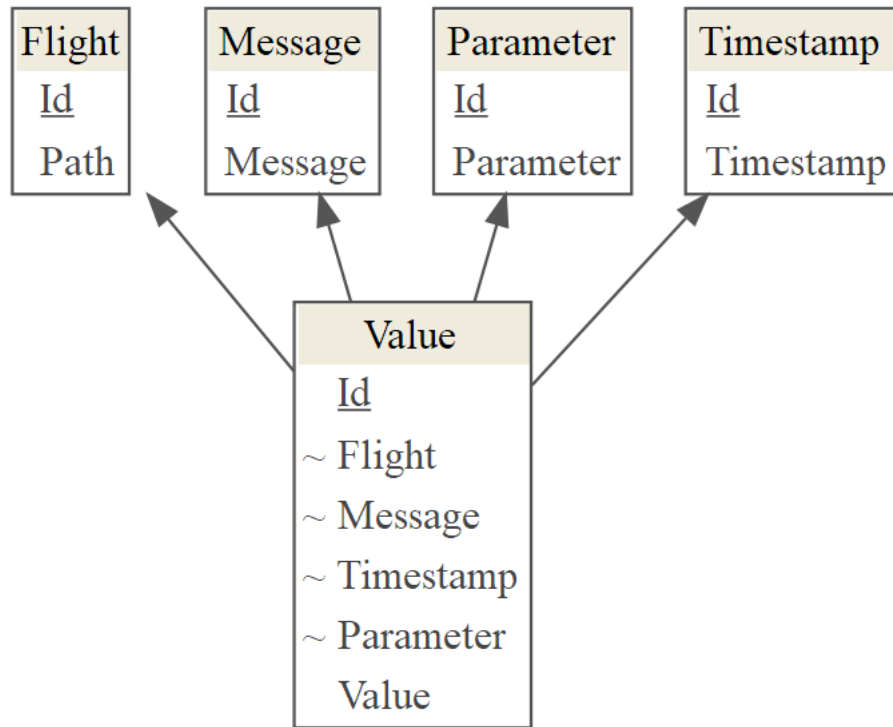 Flight
Id
Path
Message
Id
Message
Parameter
Id
Parameter
Timestamp
Id
Timestamp
Value
Id
~ Flight
~ Message
~ Timestamp
~ Parameter
Value